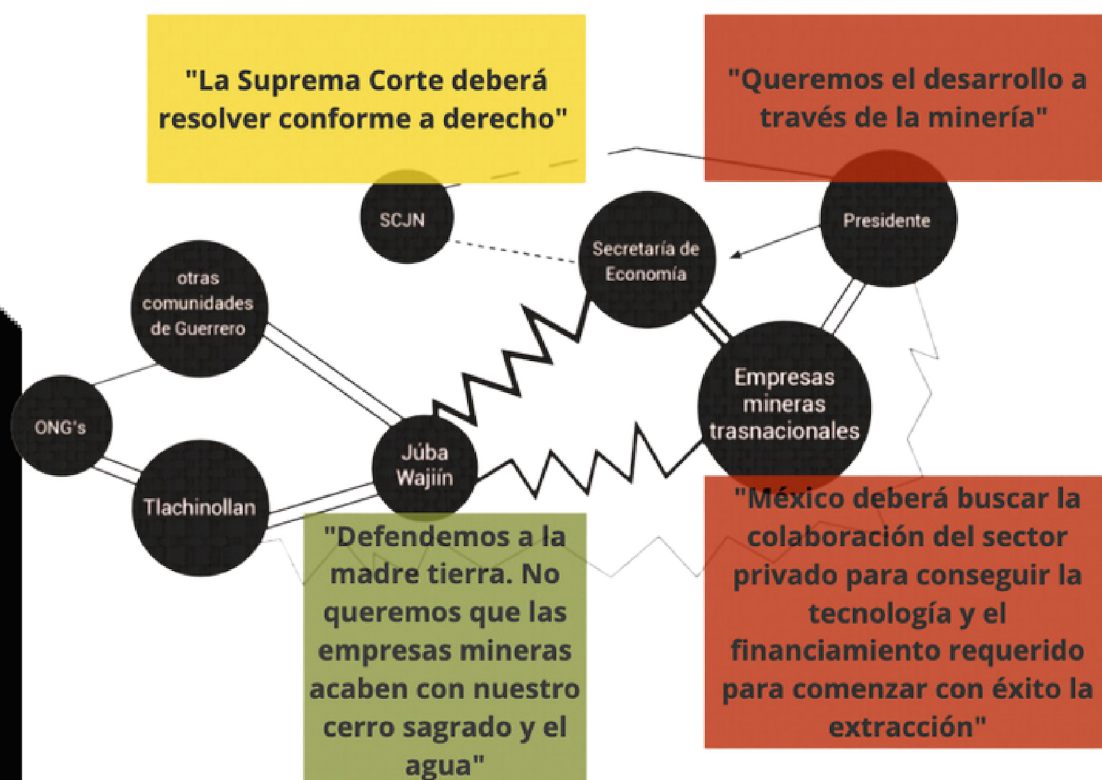 "La Suprema Corte deberá
resolver conforme a derecho"
"Queremos el desarrollo a
través de la minería"
SCJN
Presidente
Secretaría de
Economía
otras
comunidades
de Guerrero
Empresas
mineras
trasnacionales
ONG's
Júba
Wajiín
Tlachinollan
"Defendemos a la
madre tierra. No
queremos que las
empresas mineras
acaben con nuestro
cerro sagrado y el
agua"
"México deberá buscar la
colaboración del sector
privado para conseguir la
tecnología y el
financiamiento requerido
para comenzar con éxito la
extracción"